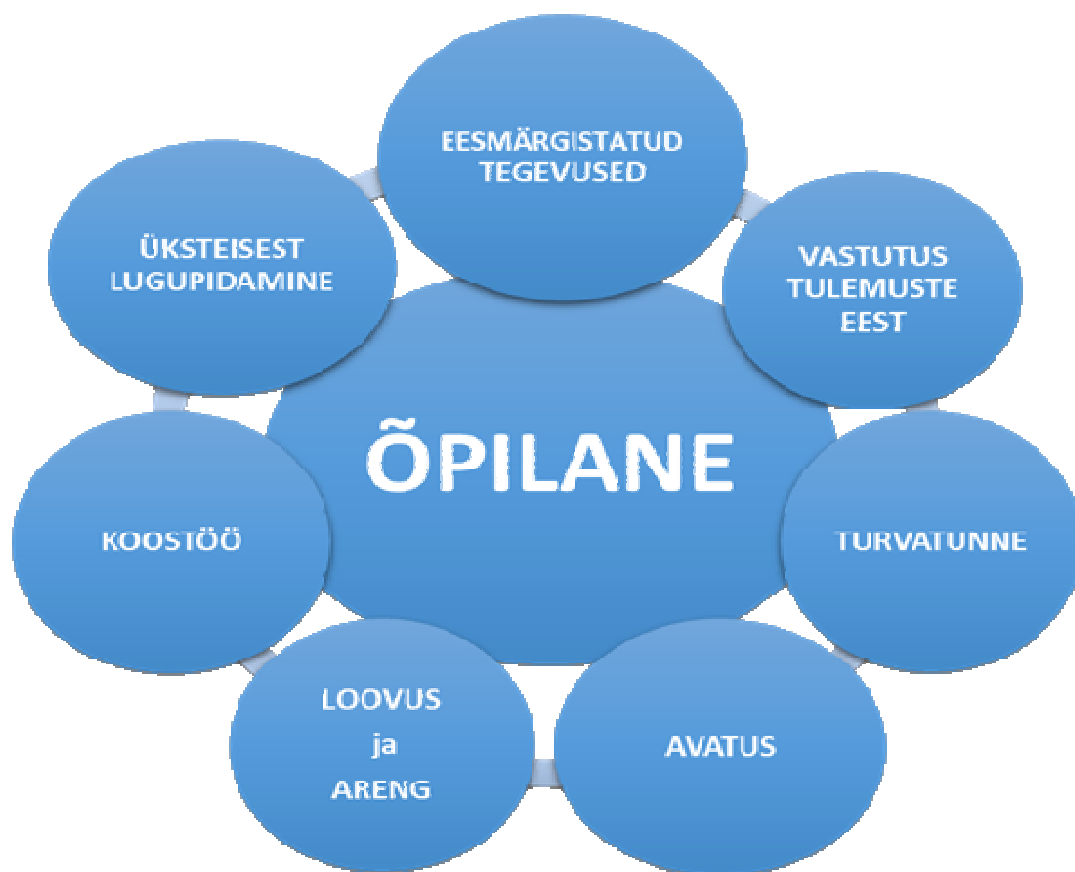 EESMÄRGISTATUD
TEGEVUSED
ÜKSTEISEST
LUGUPIDAMINE
VASTUTUS
TULEMUSTE
EEST
ÕPILANE
KOOSTÖÖ
TURVATUNNE
LOOVUS
ja
ARENG
AVATUS